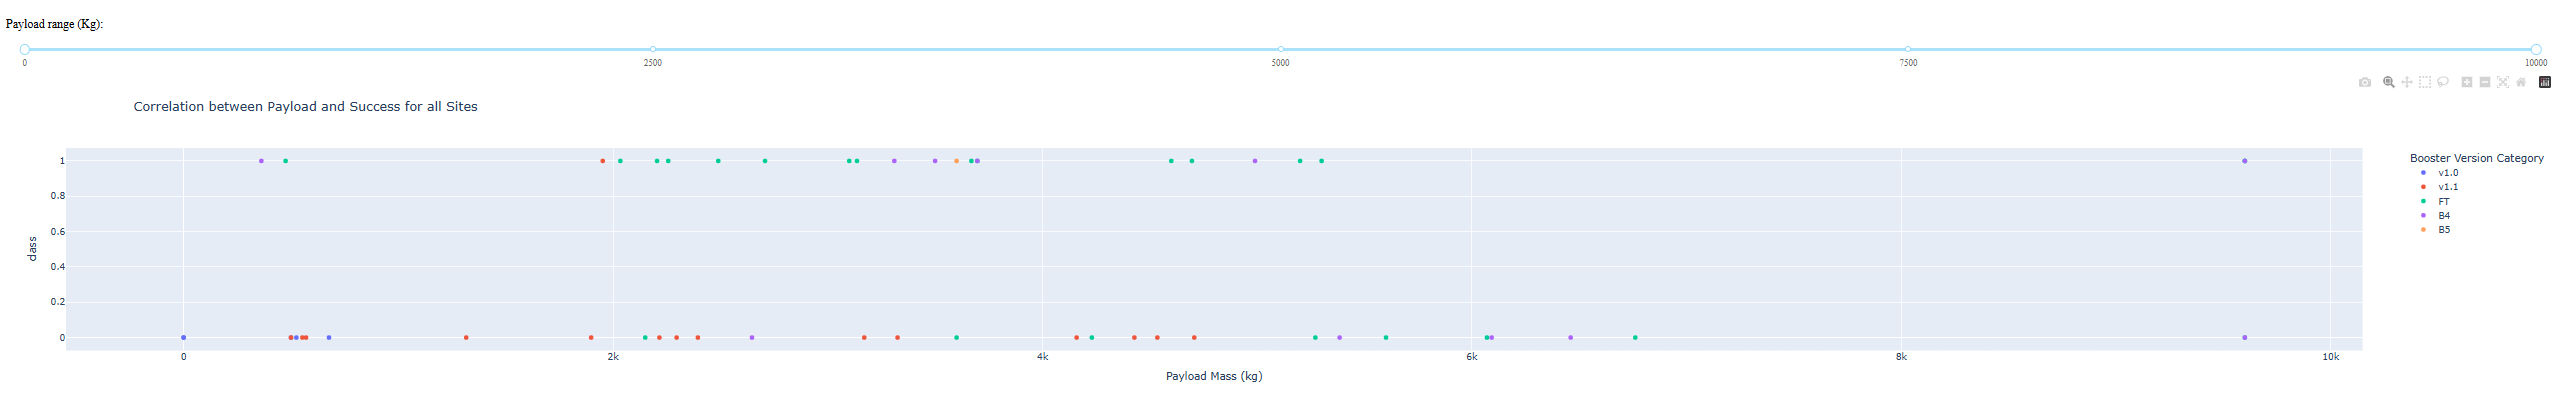 Payload range (Kg):
0 2500 5000 7500 10000
Correlation between Payload and Success for all Sites
Booster Version Category
v1.0
v1.1
FT
B4
B5
class
1
0.8
0.6
0.4
0.2
0
0 2k 4k 6k 8k 10k
Payload Mass (kg)